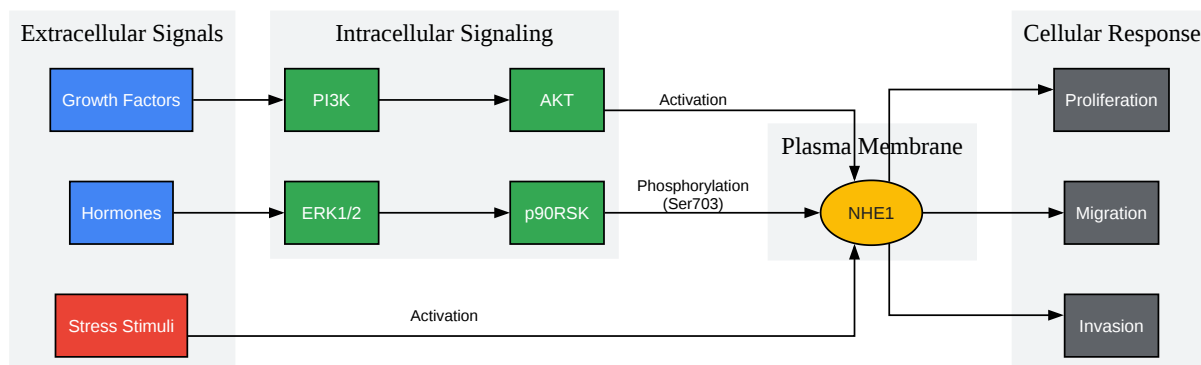 Extracellular Signals
Intracellular Signaling
Cellular Response
Growth Factors
PI3K
AKT
Activation
Proliferation
Plasma Membrane
Hormones
ERK1/2
p90RSK
Phosphorylation
(Ser703)
NHE1
Migration
Stress Stimuli
Activation
Invasion